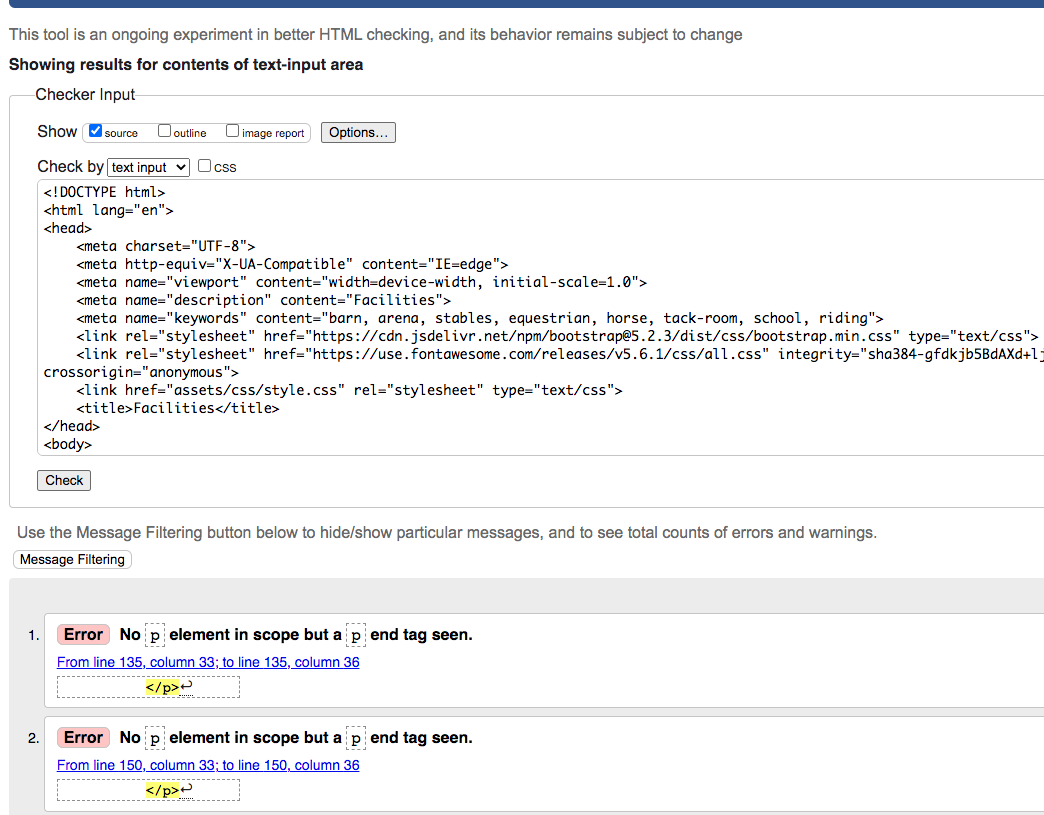 This tool is an ongoing experiment in better HTML checking, and its behavior remains subject to change
Showing results for contents of text-input area
Checker Input
Show source outline image report Options...
Check by text input CSS
<!DOCTYPE html>
<html lang="en">
<head>
<meta charset="UTF-8">
<meta http-equiv="X-UA-Compatible" content="IE=edge">
<meta name="viewport" content="width=device-width, initial-scale=1.0">
<meta name="description" content="Facilities">
<meta name="keywords" content="barn, arena, stables, equestrian, horse, tack-room, school, riding">
<link rel="stylesheet" href="https://cdn.jsdelivr.net/npm/bootstrap@5.2.3/dist/css/bootstrap.min.css" type="text/css">
<link rel="stylesheet" href="https://use.fontawesome.com/releases/v5.6.1/css/all.css" integrity="sha384-gfdkjb5BdAXd+lj
crossorigin="anonymous">
<link href="assets/css/style.css" rel="stylesheet" type="text/css">
<title>Facilities</title>
</head>
<body>
Check
Use the Message Filtering button below to hide/show particular messages, and to see total counts of errors and warnings.
Message Filtering
1. Error No p element in scope but a p end tag seen.
From line 135, column 33; to line 135, column 36
</p>↩
2. Error No p element in scope but a p end tag seen.
From line 150, column 33; to line 150, column 36
</p>↩